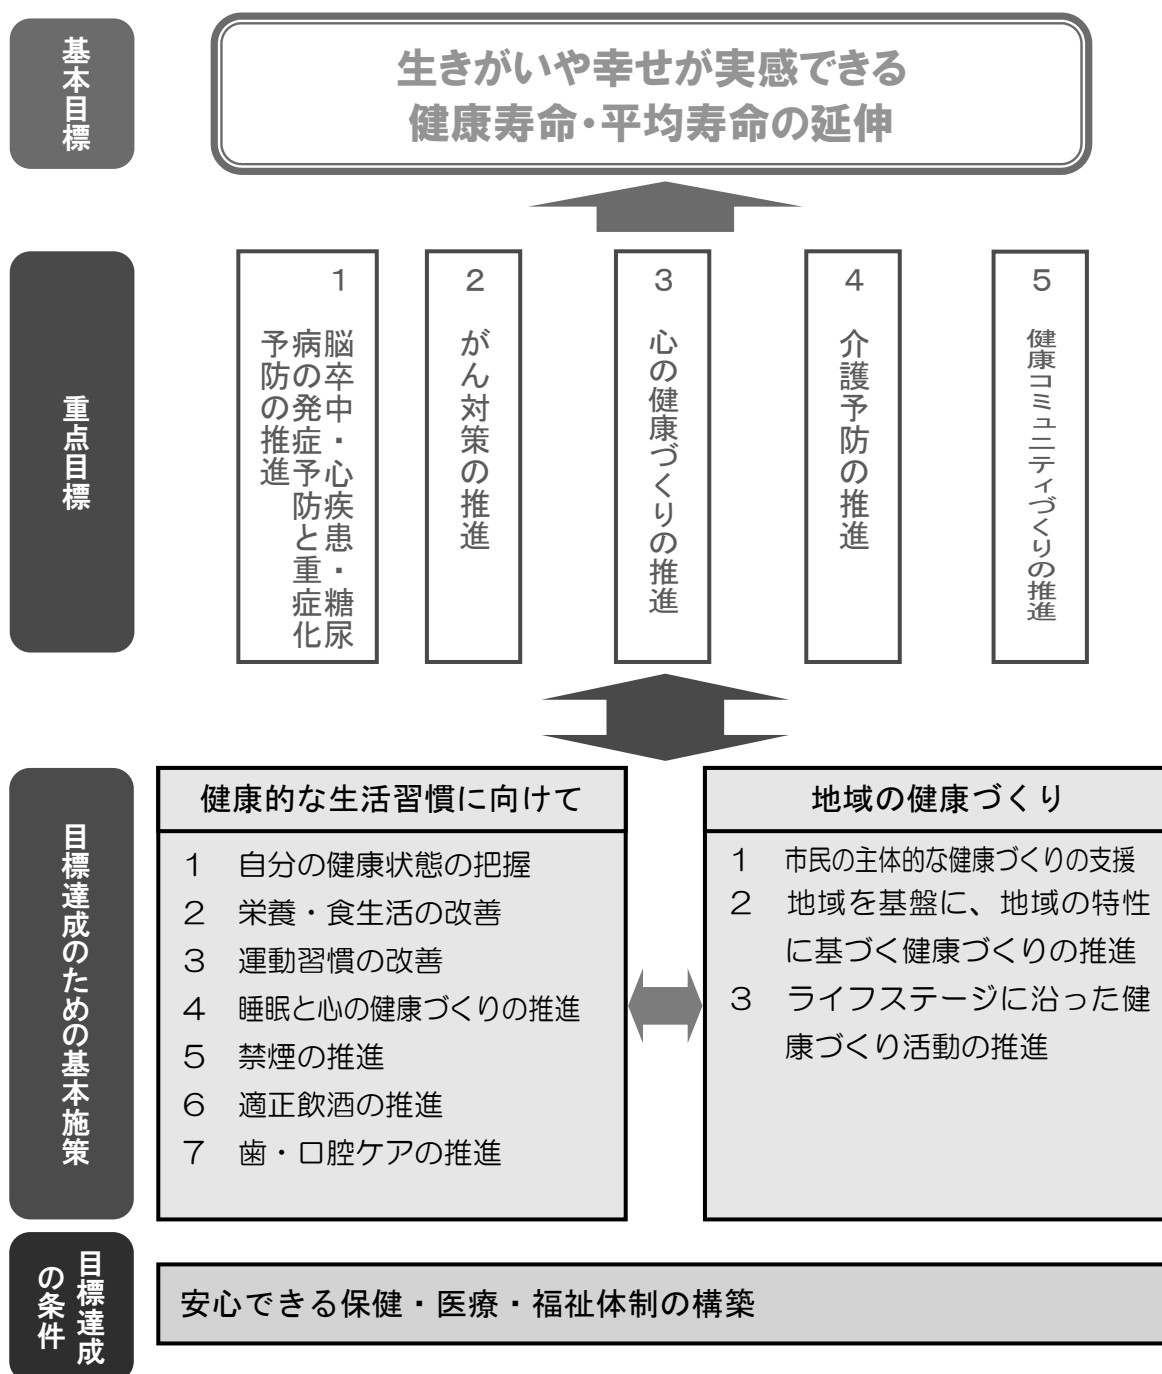 基本目標
生きがいや幸せが実感できる
健康寿命・平均寿命の延伸
重点目標
1
脳卒中・心疾患・糖尿
病の発症予防と重症化
予防の推進
2
がん対策の推進
3
心の健康づくりの推進
4
介護予防の推進
5
健康コミュニティづくりの推進
目標達成のための基本施策
健康的な生活習慣に向けて
1 自分の健康状態の把握
2 栄養・食生活の改善
3 運動習慣の改善
4 睡眠と心の健康づくりの推進
5 禁煙の推進
6 適正飲酒の推進
7 歯・口腔ケアの推進
地域の健康づくり
1 市民の主体的な健康づくりの支援
2 地域を基盤に、地域の特性
に基づく健康づくりの推進
3 ライフステージに沿った健
康づくり活動の推進
目標達成
の条件
安心できる保健・医療・福祉体制の構築